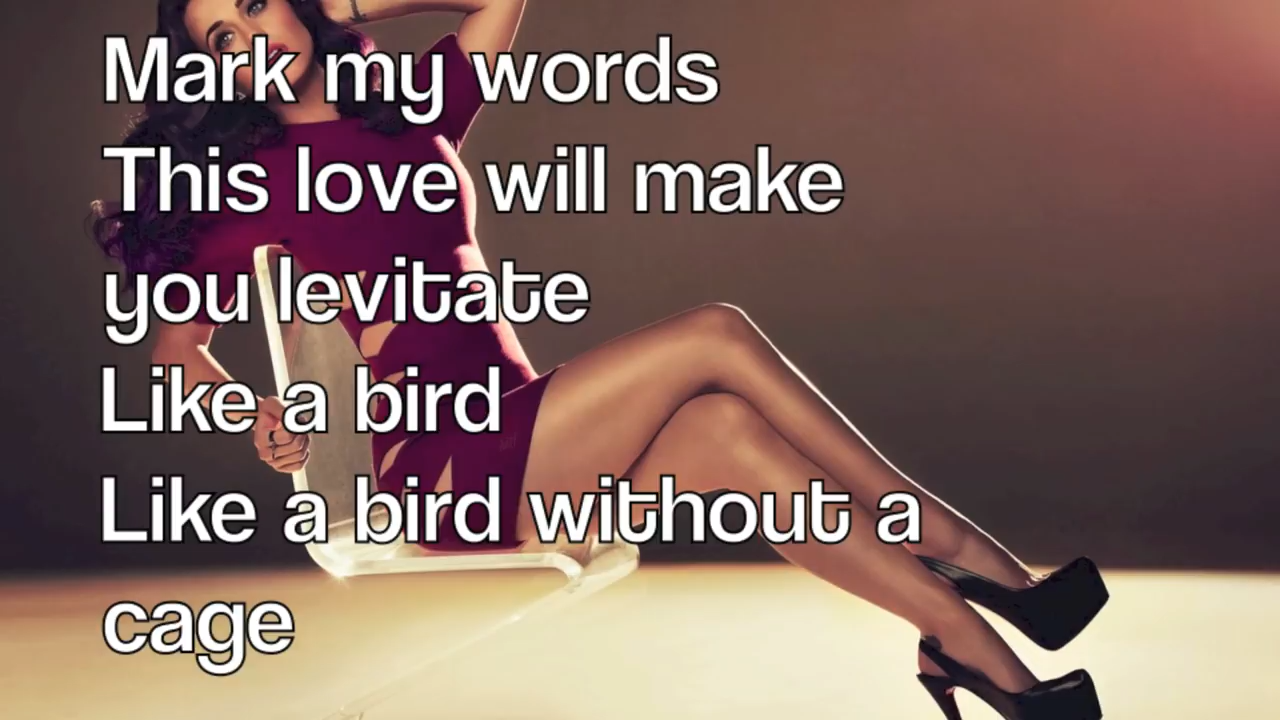 Mark my words
This love will make
you levitate
Like a bird
Like a bird without a
cage